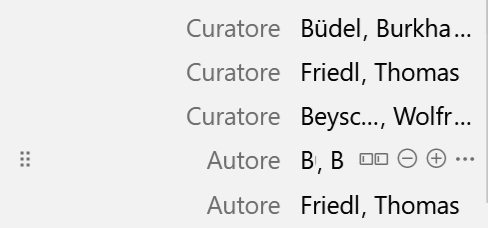 Curatore Büdel, Burkha...
Curatore Friedl, Thomas
Curatore Beysc..., Wolfr...
Autore B, B
Autore Friedl, Thomas